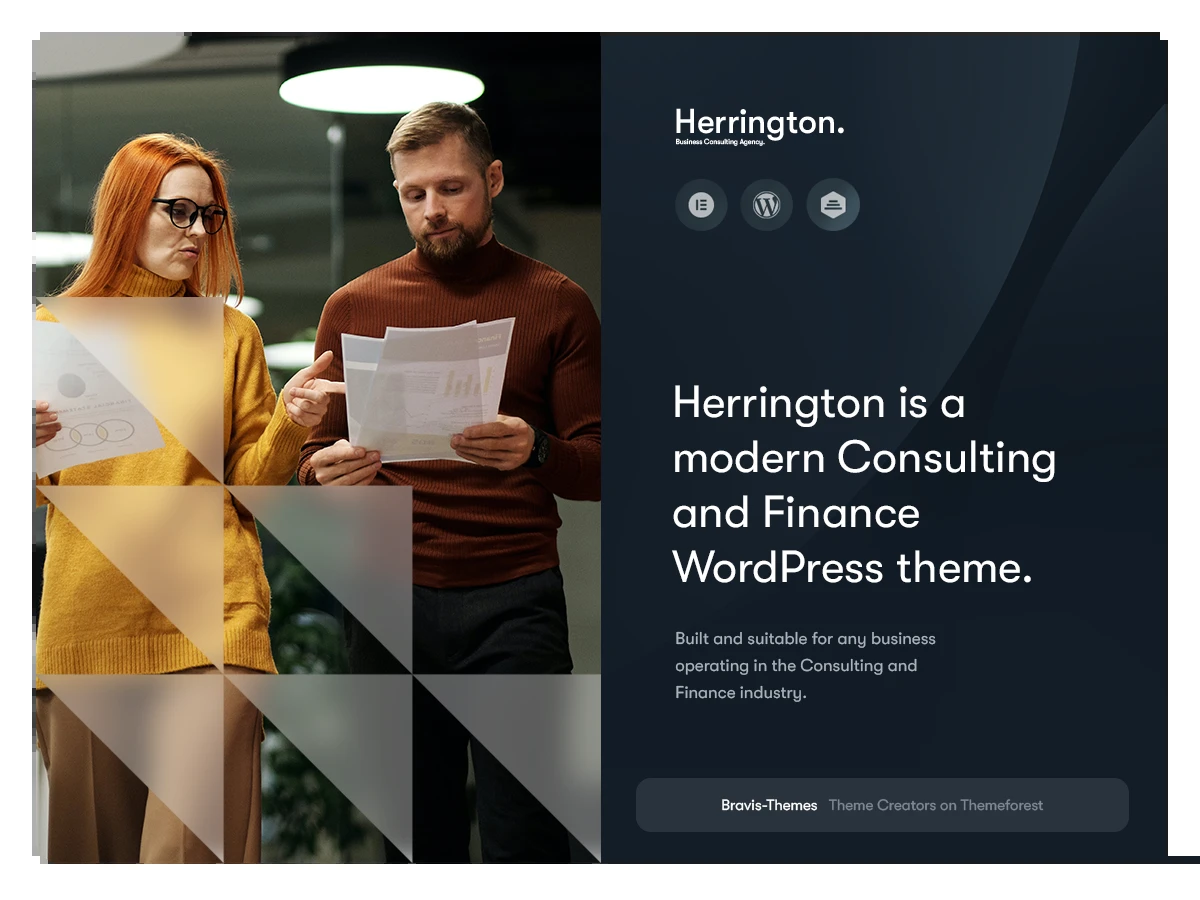 Herrington.
Business Consulting Agency.
Herrington is a
modern Consulting
and Finance
WordPress theme.
Built and suitable for any business
operating in the Consulting and
Finance industry.
Bravis-Themes Theme Creators on Themeforest